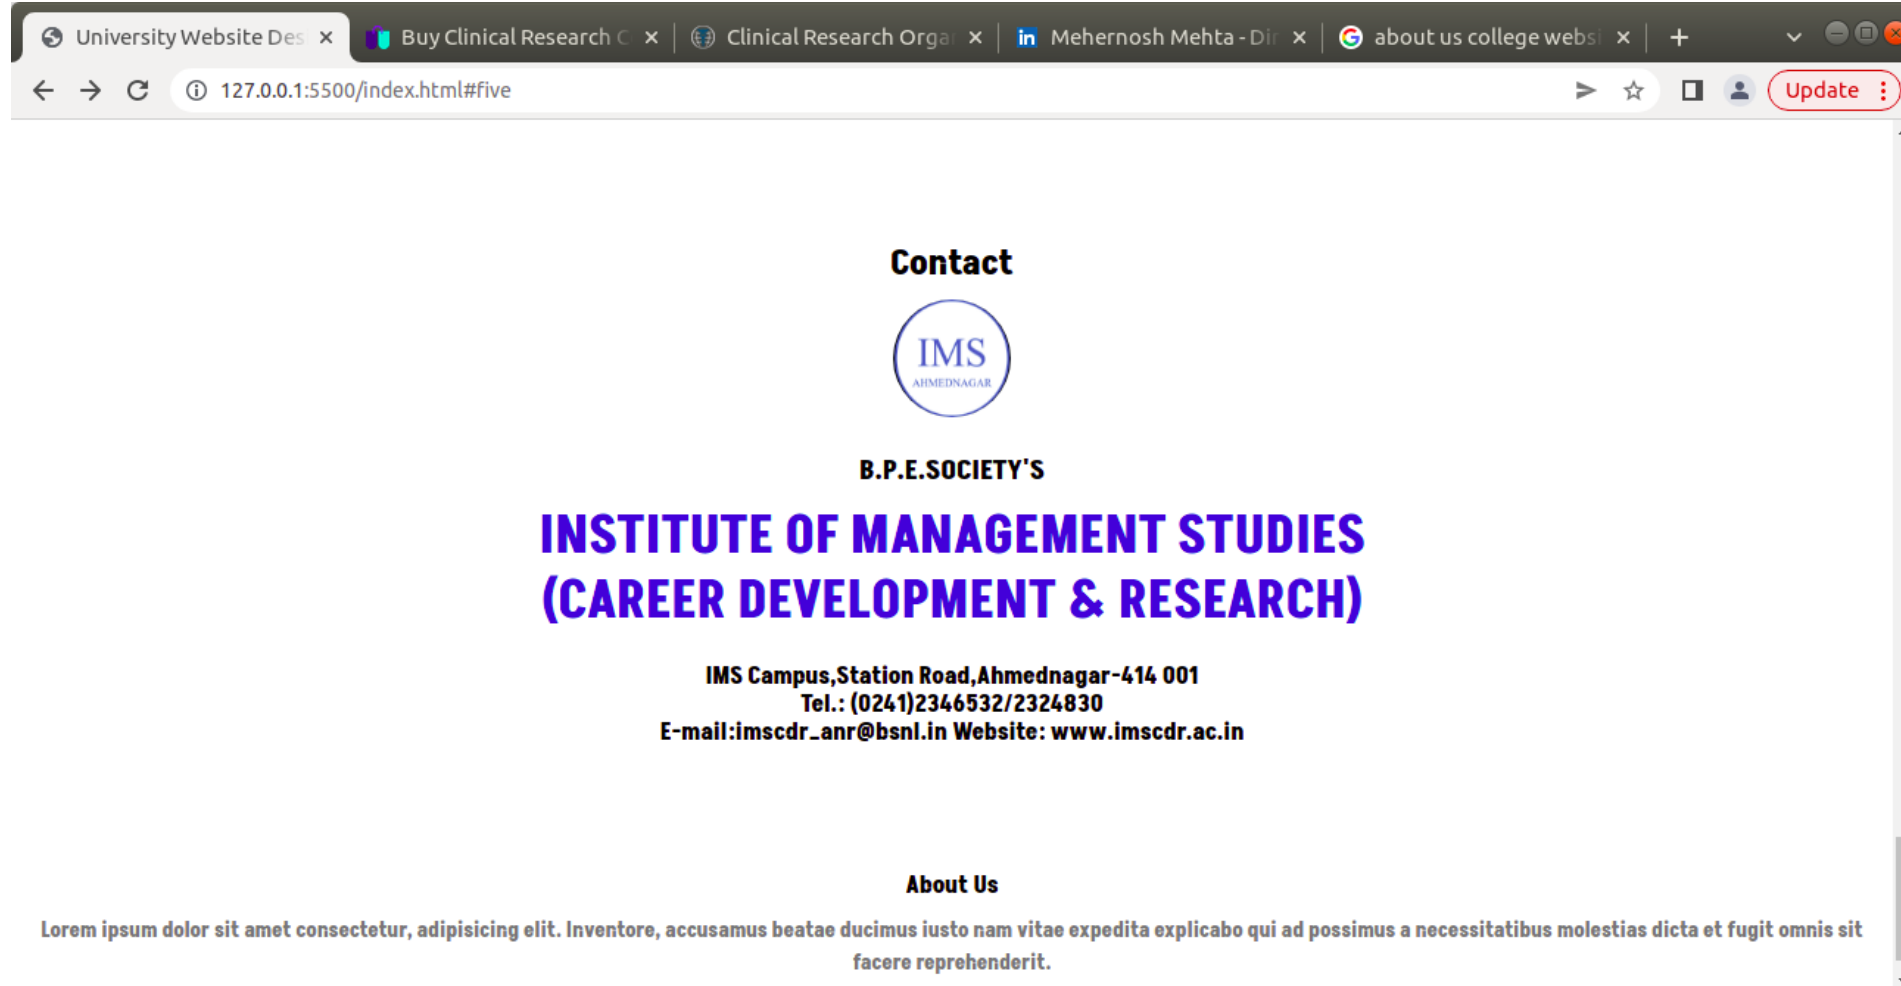 University Website Des
Buy Clinical Research C
Clinical Research Orga
in Mehernosh Mehta - Dir
G about us college websi
127.0.0.1:5500/index.html#five
Update
Contact
IMS
AHMEDNAGAR
B.P.E.SOCIETY'S
INSTITUTE OF MANAGEMENT STUDIES
(CAREER DEVELOPMENT & RESEARCH)
IMS Campus,Station Road,Ahmednagar-414 001
Tel.: (0241)2346532/2324830
E-mail:imscdr_anr@bsnl.in Website: www.imscdr.ac.in
About Us
Lorem ipsum dolor sit amet consectetur, adipisicing elit. Inventore, accusamus beatae ducimus iusto nam vitae expedita explicabo qui ad possimus a necessitatibus molestias dicta et fugit omnis sit
facere reprehenderit.